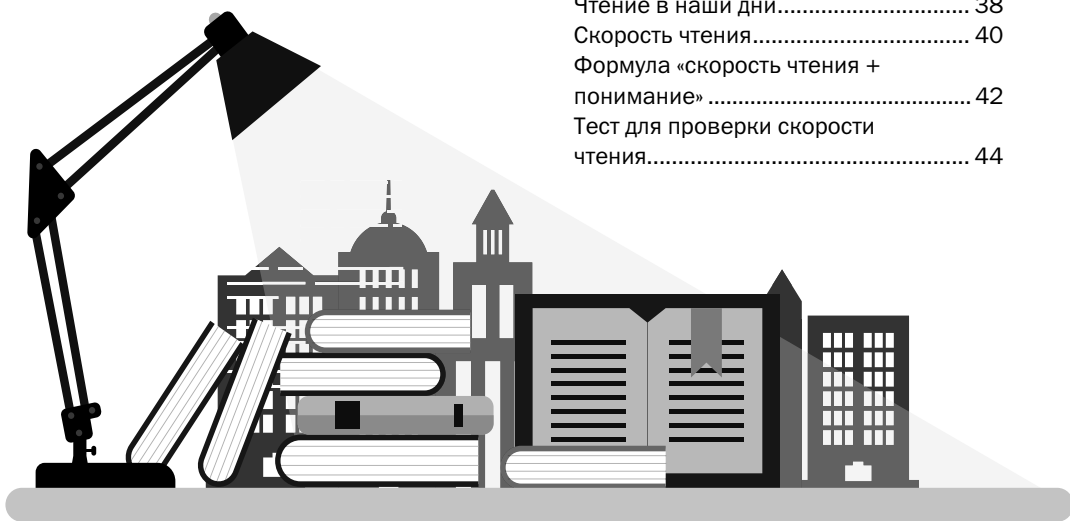 Чтение в наши дни............................... 38
Скорость чтения................................... 40
Формула «скорость чтения +
понимание» .......................................... 42
Тест для проверки скорости
чтения.................................................... 44